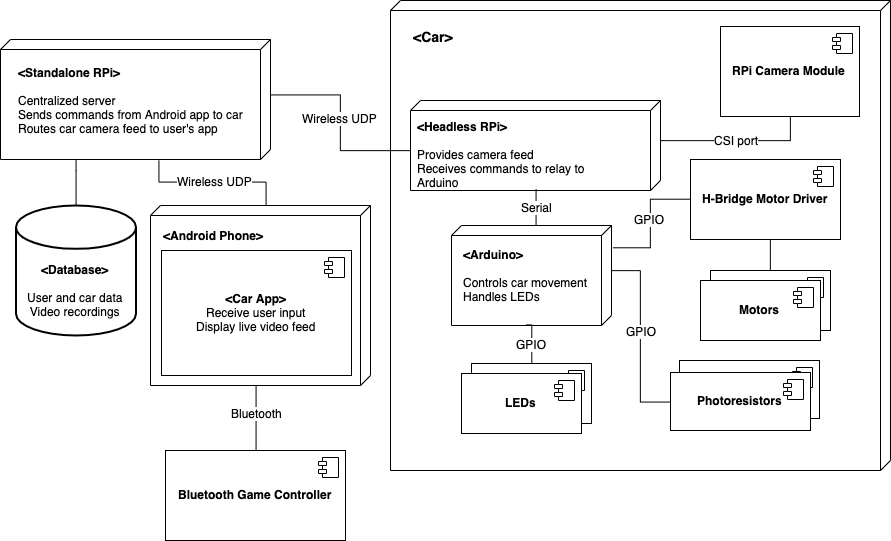 <Car>
RPi Camera Module
<Standalone RPi>
Centralized server
Sends commands from Android app to car
Routes car camera feed to user's app
Wireless UDP
<Headless RPi>
Provides camera feed
Receives commands to relay to
Arduino
CSI port
Wireless UDP
Serial
GPIO
H-Bridge Motor Driver
<Database>
User and car data
Video recordings
<Android Phone>
<Car App>
Receive user input
Display live video feed
<Arduino>
Controls car movement
Handles LEDs
Motors
GPIO
GPIO
LEDs
Photoresistors
Bluetooth
Bluetooth Game Controller